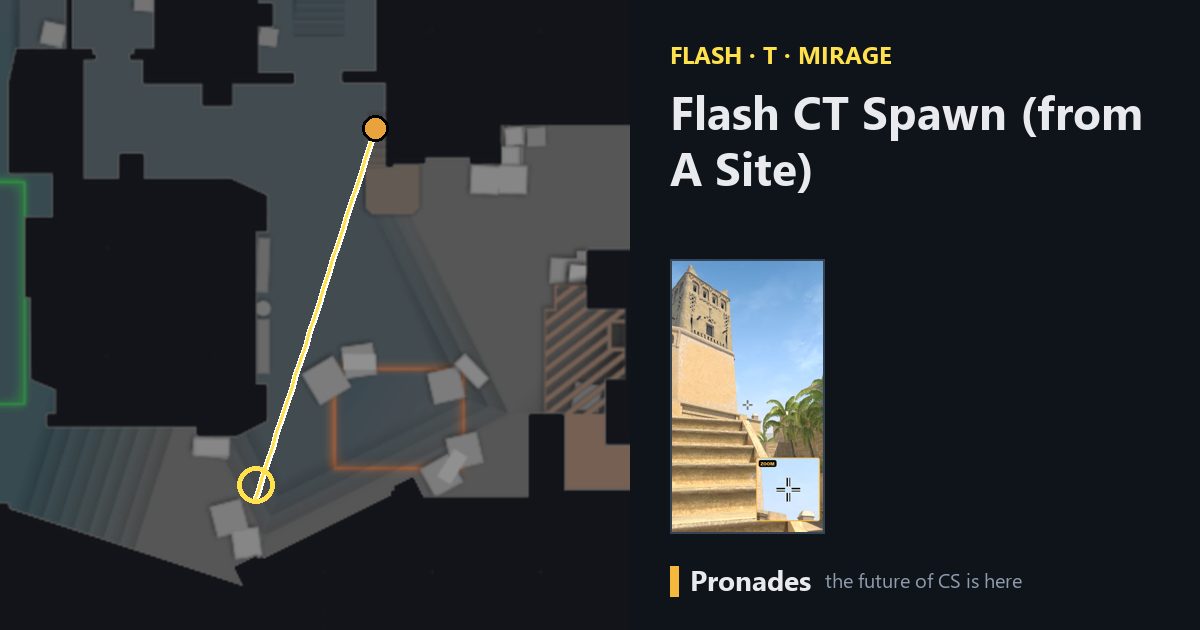 FLASH · T · MIRAGE
Flash CT Spawn (from
A Site)
ZOOM
Pronades the future of CS is here